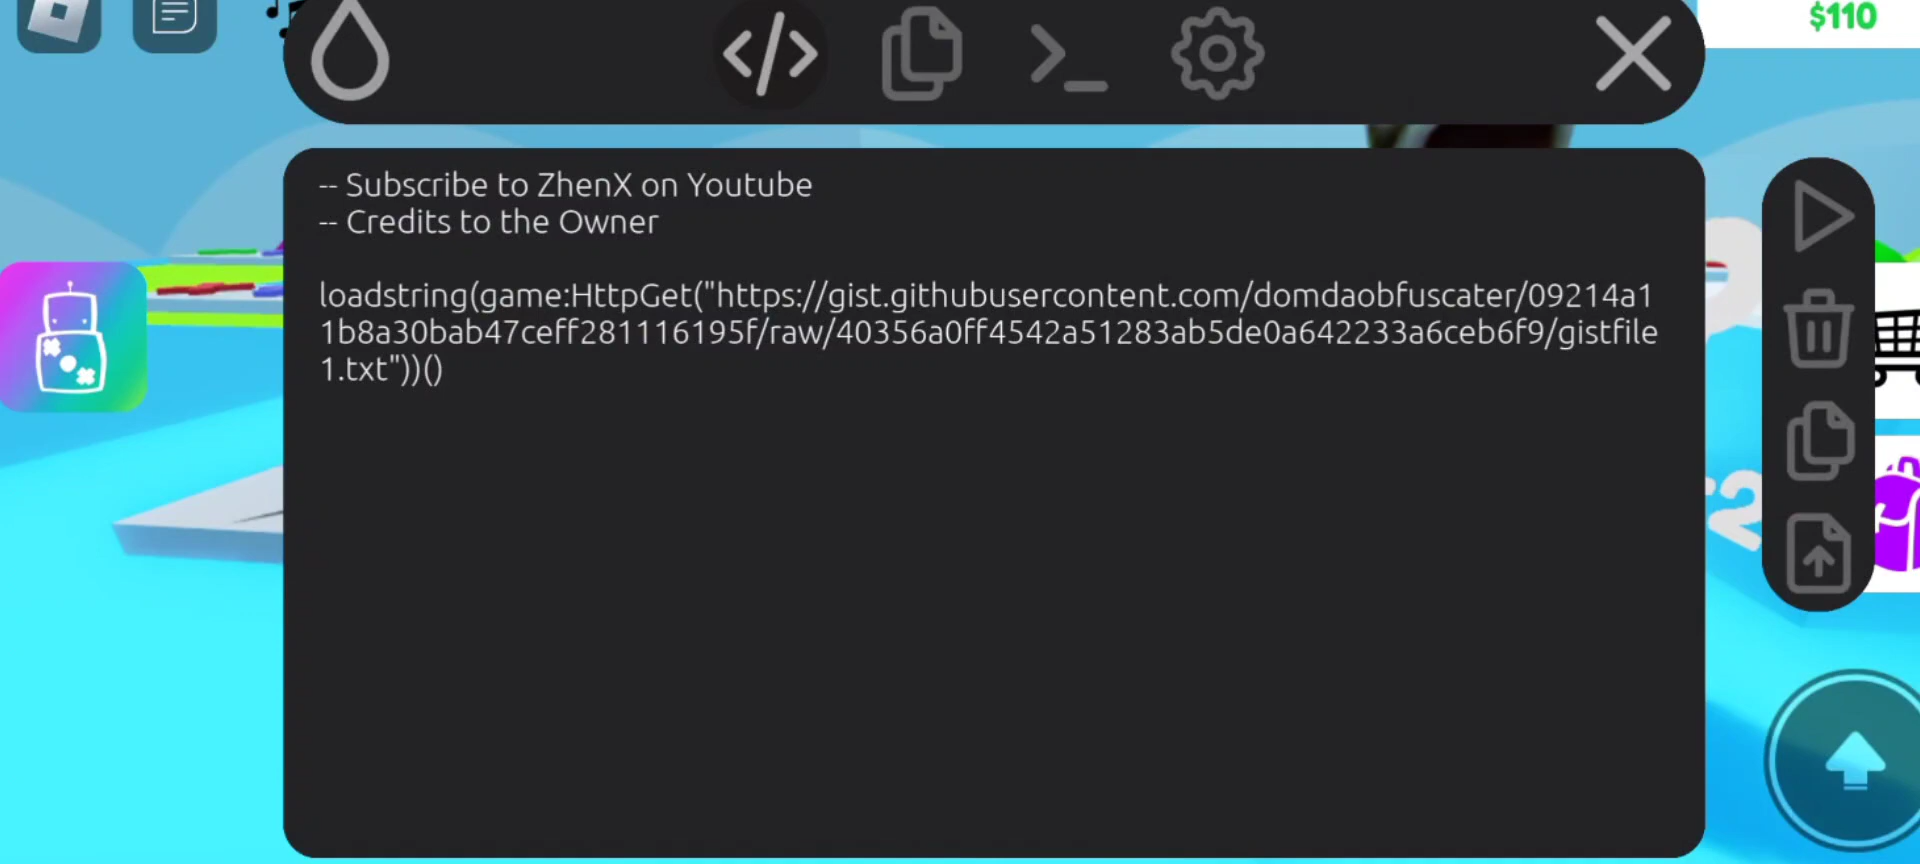 $110
-- Subscribe to ZhenX on Youtube
-- Credits to the Owner
loadstring(game:HttpGet("https://gist.githubusercontent.com/domdaobfuscater/09214a1
1b8a30bab47ceff281116195f/raw/40356a0ff4542a51283ab5de0a642233a6ceb6f9/gistfile
1.txt"))()